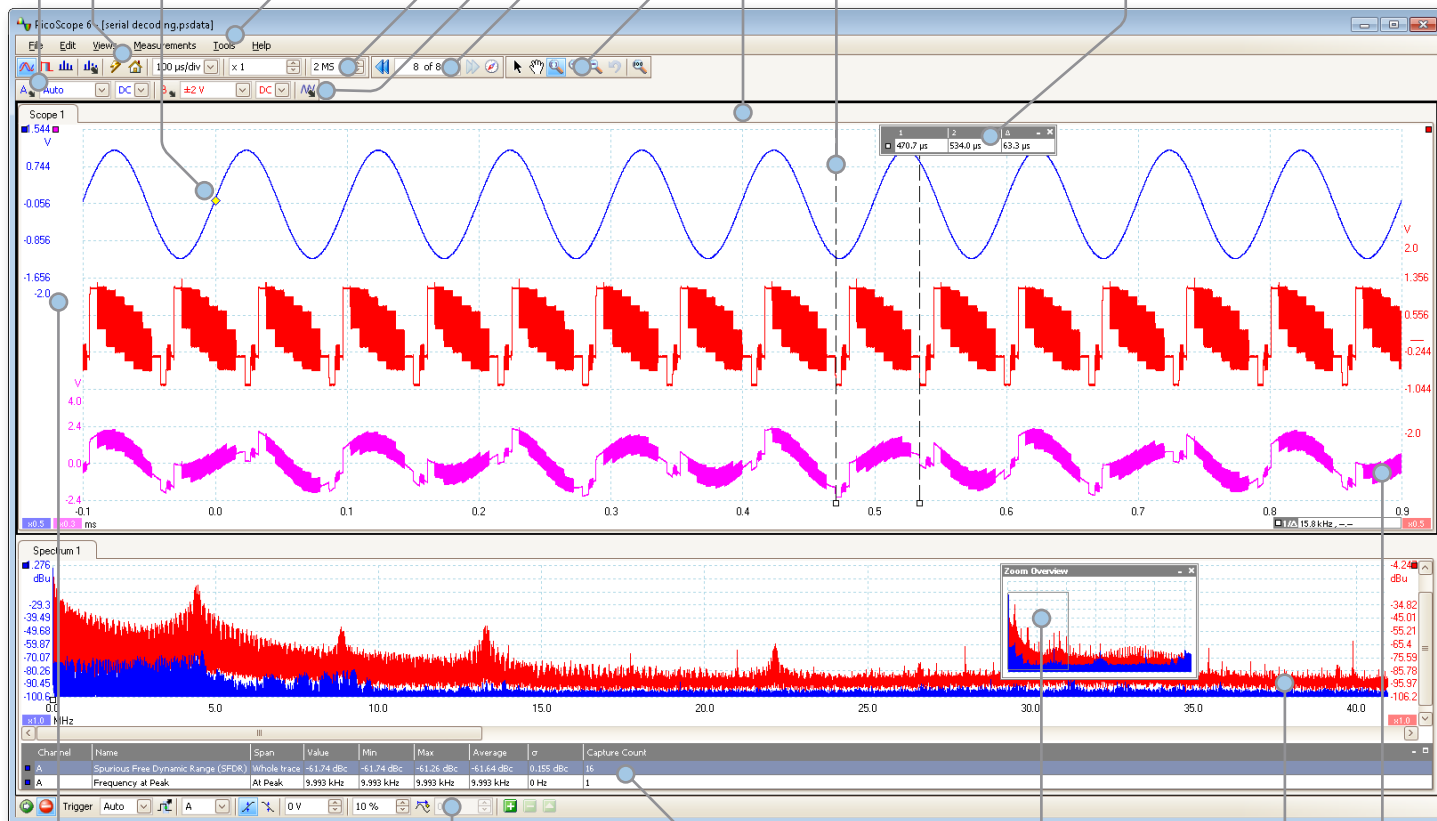 PicoScope 6 - [serial decoding.psdata]
File Edit Views Measurements Tools Help
100 µs/div x 1 2 MS 8 of 8
A Auto DC B ±2 V DC
Scope 1
1.544
V
0.744
-0.056
-0.856
-1.656
-2.0
V
4.0
2.4
0.0
-2.4
1 2 Δ
470.7 µs 534.0 µs 63.3 µs
V
2.0
1.356
0.556
-0.244
-1.044
-2.0
-0.1 0.0 0.1 0.2 0.3 0.4 0.5 0.6 0.7 0.8 0.9
x0.5 x0.3 ms
1/Δ 15.8 kHz , --.--
x0.5
Spectrum 1
1.276
dBu
-29.3
-39.49
-49.68
-59.87
-70.07
-80.26
-90.45
-100.6
Zoom Overview
dBu
-34.82
-45.01
-55.21
-65.4
-75.59
-85.78
-95.97
-106.2
0.0 5.0 10.0 15.0 20.0 25.0 30.0 35.0 40.0
x1.0 MHz
x1.0
Channel Name Span Value Min Max Average σ Capture Count
A Spurious Free Dynamic Range (SFDR) Whole trace -61.74 dBc -61.74 dBc -61.26 dBc -61.64 dBc 0.155 dBc 16
A Frequency at Peak At Peak 9.993 kHz 9.993 kHz 9.993 kHz 9.993 kHz 0 Hz 1
Trigger Auto A 0 V 10 %